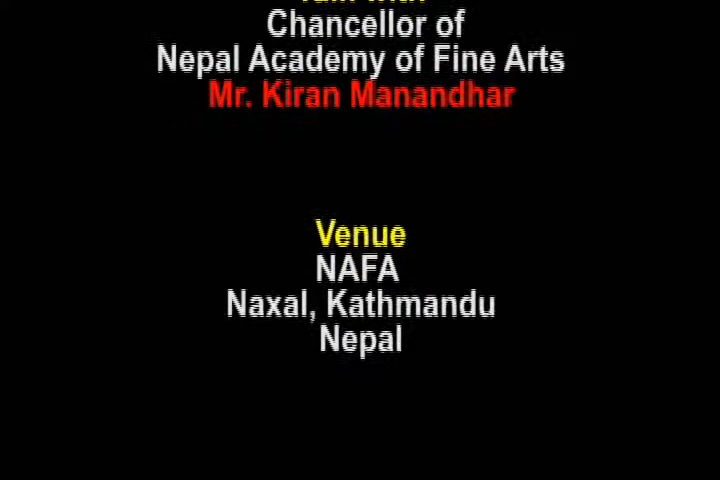 Chancellor of
Nepal Academy of Fine Arts
Mr. Kiran Manandhar
Venue
NAFA
Naxal, Kathmandu
Nepal